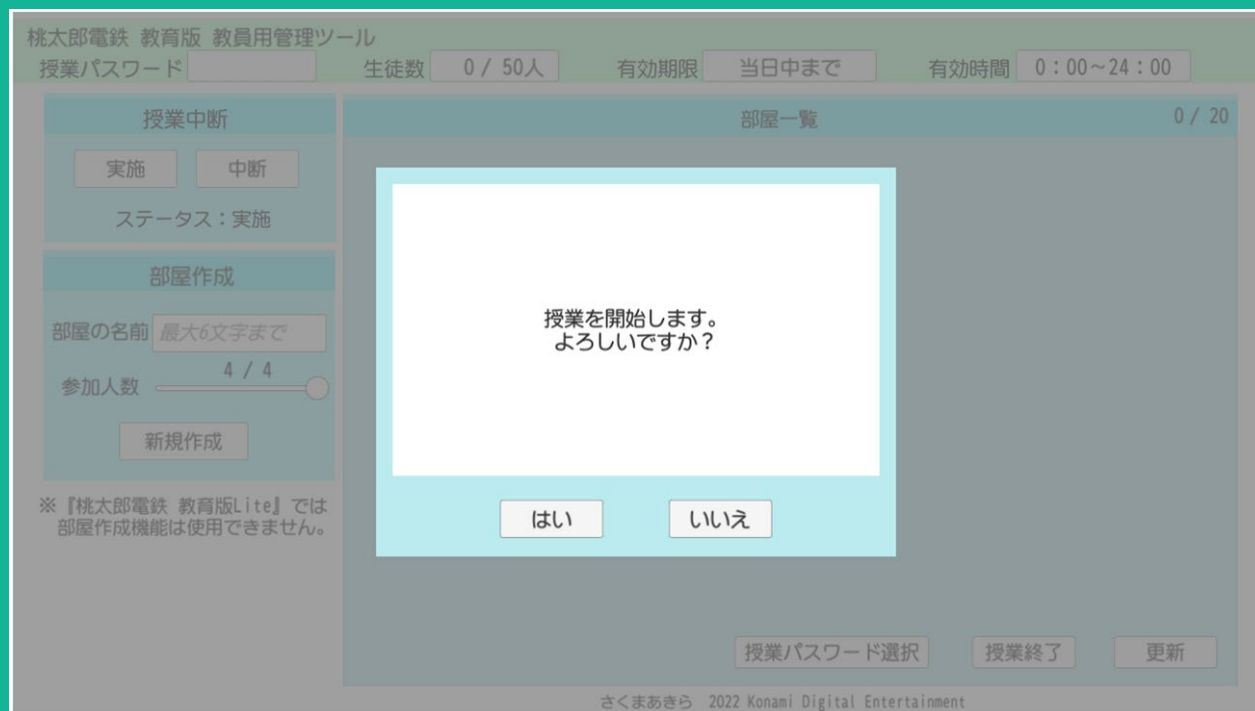 桃太郎電鉄 教育版 教員用管理ツール
授業パスワード 生徒数 0 / 50人 有効期限 当日中まで 有効時間 0：00～24：00
授業中断
実施 中断
ステータス：実施
部屋作成
部屋の名前 最大6文字まで
4 / 4
参加人数
新規作成
※『桃太郎電鉄 教育版Lite』では
部屋作成機能は使用できません。
部屋一覧 0 / 20
授業を開始します。
よろしいですか？
はい いいえ
授業パスワード選択 授業終了 更新
さくまあきら 2022 Konami Digital Entertainment